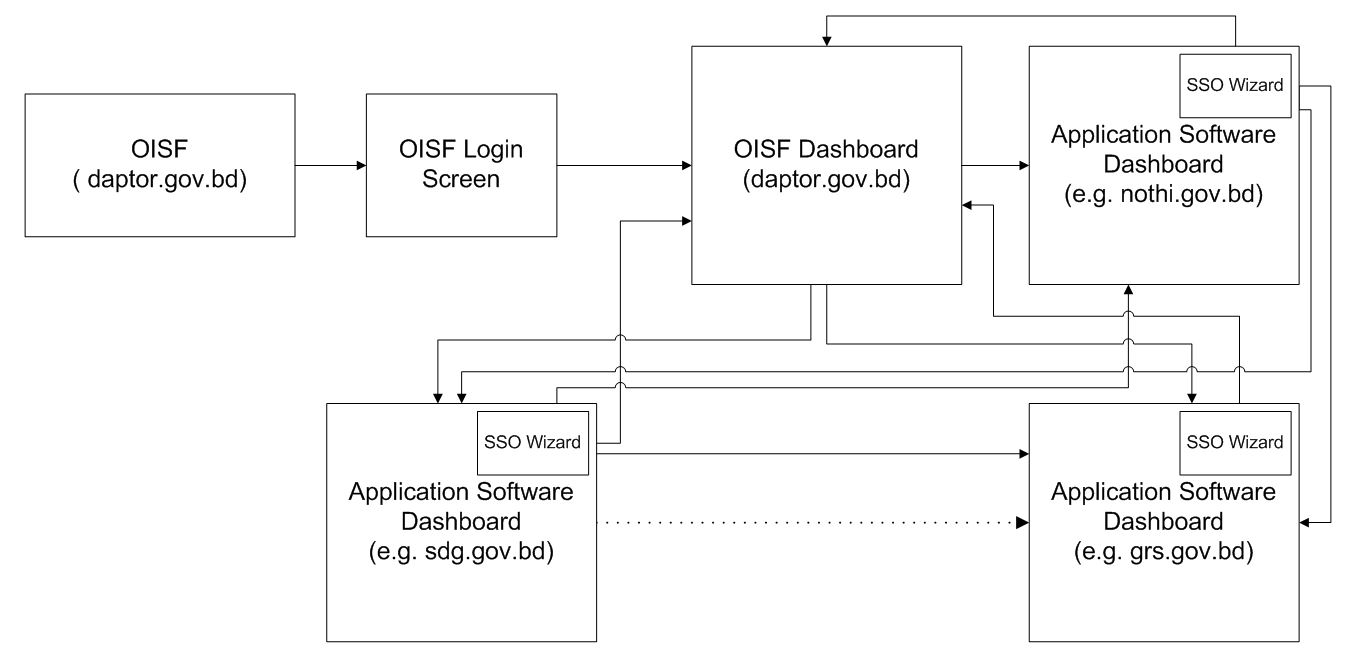 OISF
( daptor.gov.bd)
OISF Login
Screen
OISF Dashboard
(daptor.gov.bd)
SSO Wizard
Application Software
Dashboard
(e.g. nothi.gov.bd)
SSO Wizard
Application Software
Dashboard
(e.g. sdg.gov.bd)
SSO Wizard
Application Software
Dashboard
(e.g. grs.gov.bd)